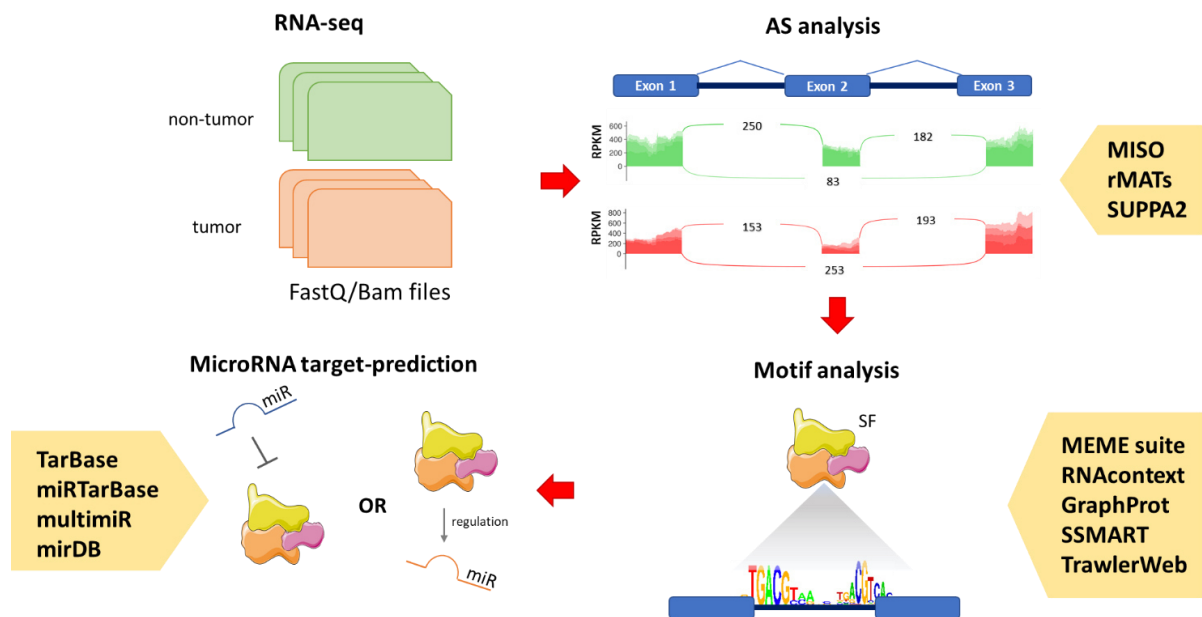 RNA-seq
non-tumor
tumor
FastQ/Bam files
AS analysis
Exon 1
Exon 2
Exon 3
RPKM
600
400
200
0
250
182
83
RPKM
800
600
400
200
0
153
193
253
MISO
rMATs
SUPPA2
MicroRNA target-prediction
miR
TarBase
miRTarBase
multimiR
mirDB
OR
regulation
miR
Motif analysis
SF
MEME suite
RNAcontext
GraphProt
SSMART
TrawlerWeb
TGACGT
ACGT